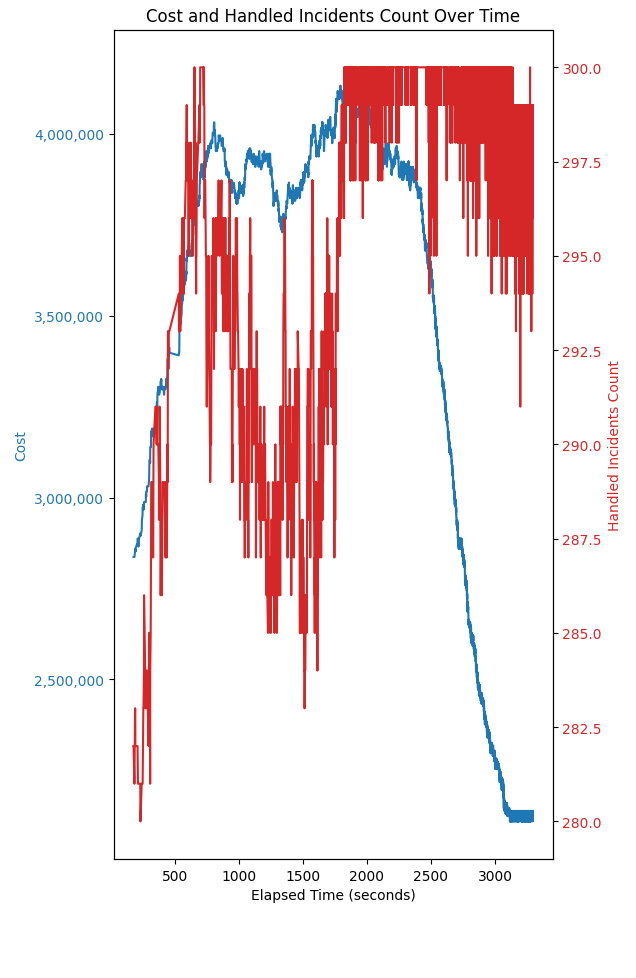 Cost and Handled Incidents Count Over Time
4,000,000
3,500,000
3,000,000
2,500,000
Cost
300.0
297.5
295.0
292.5
290.0
287.5
285.0
282.5
280.0
Handled Incidents Count
500 1000 1500 2000 2500 3000
Elapsed Time (seconds)